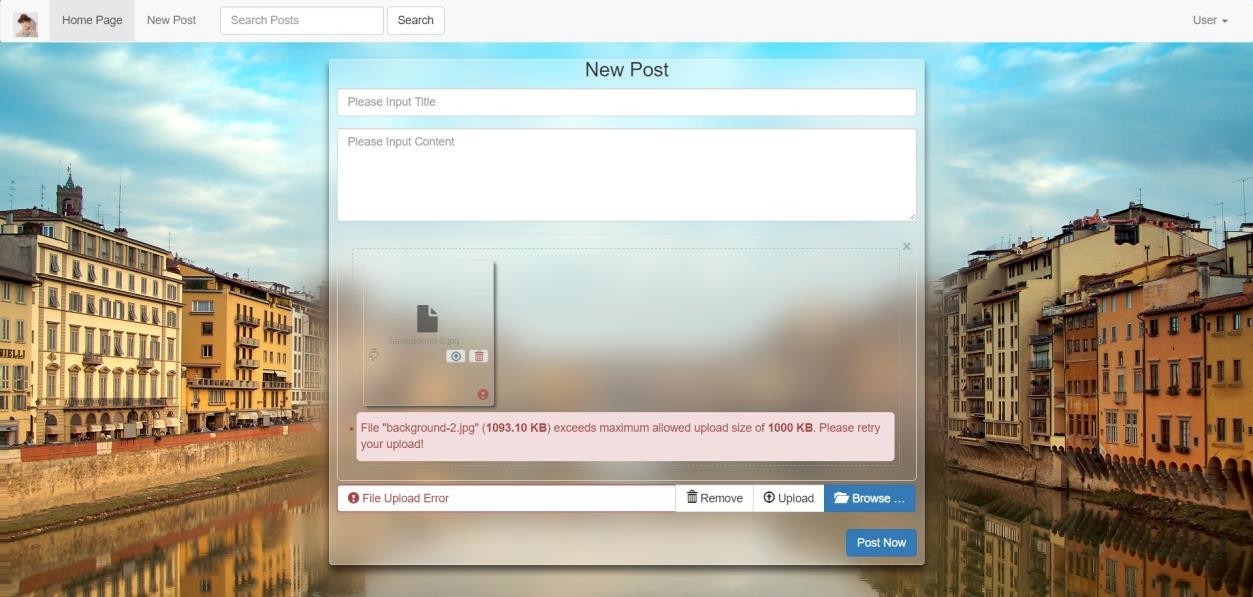 Home Page
New Post
Search Posts
Search
User
New Post
Please Input Title
Please Input Content
×
background-2.jpg
File "background-2.jpg" (1093.10 KB) exceeds maximum allowed upload size of 1000 KB. Please retry
your upload!
File Upload Error
Remove
Upload
Browse ...
Post Now